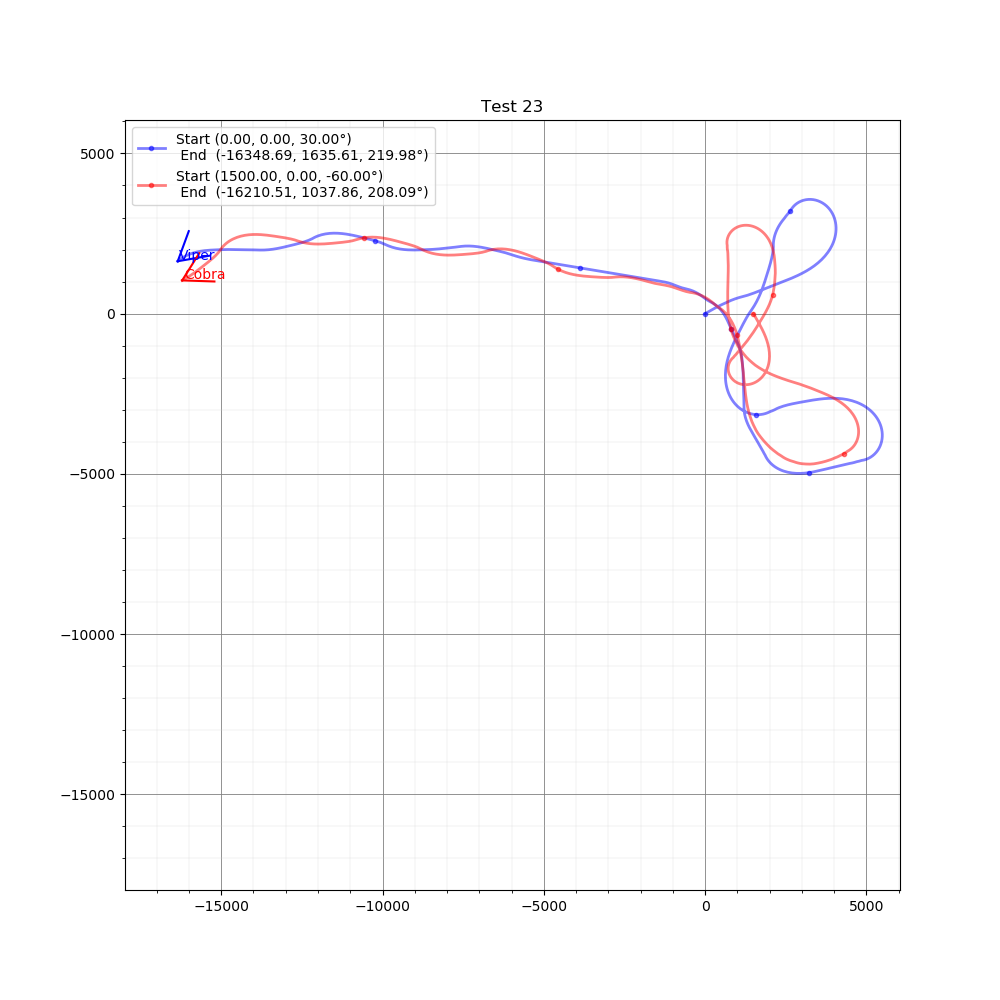 Test 23
Start (0.00, 0.00, 30.00°)
End (-16348.69, 1635.61, 219.98°)
Start (1500.00, 0.00, -60.00°)
End (-16210.51, 1037.86, 208.09°)
5000
0
−5000
−10000
−15000
Viper
Cobra
−15000
−10000
−5000
0
5000